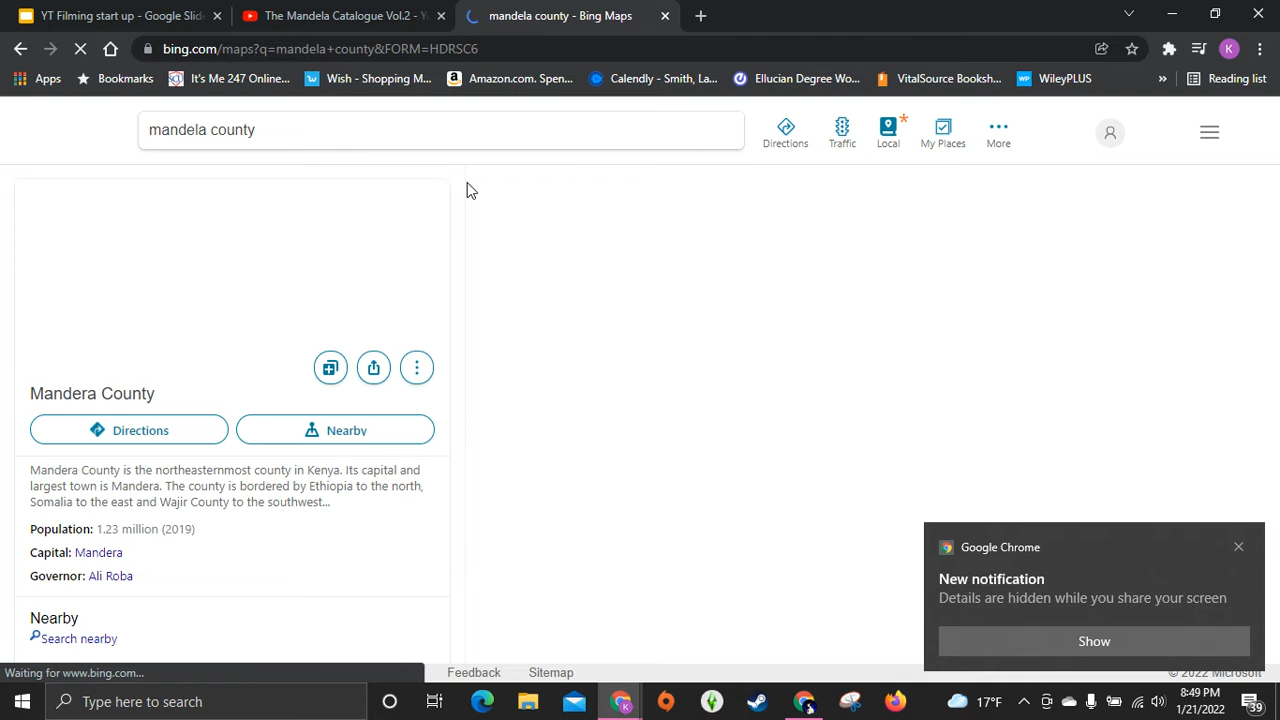 YT Filming start up - Google Slid
The Mandela Catalogue Vol.2 - Y
mandela county - Bing Maps
bing.com/maps?q=mandela+county&FORM=HDRSC6
K
Apps
Bookmarks
It's Me 247 Online...
Wish - Shopping M...
Amazon.com. Spen...
Calendly - Smith, La...
Ellucian Degree Wo...
VitalSource Booksh...
WP
WileyPLUS
»
Reading list
mandela county
Directions
Traffic
Local
*
My Places
More
Mandera County
Directions
Nearby
Mandera County is the northeasternmost county in Kenya. Its capital and
largest town is Mandera. The county is bordered by Ethiopia to the north,
Somalia to the east and Wajir County to the southwest...
Population: 1.23 million (2019)
Capital: Mandera
Governor: Ali Roba
Nearby
Search nearby
Google Chrome
New notification
Details are hidden while you share your screen
Show
Waiting for www.bing.com...
Feedback
Sitemap
© 2022 Microsoft
Type here to search
17°F
8:49 PM
1/21/2022
39